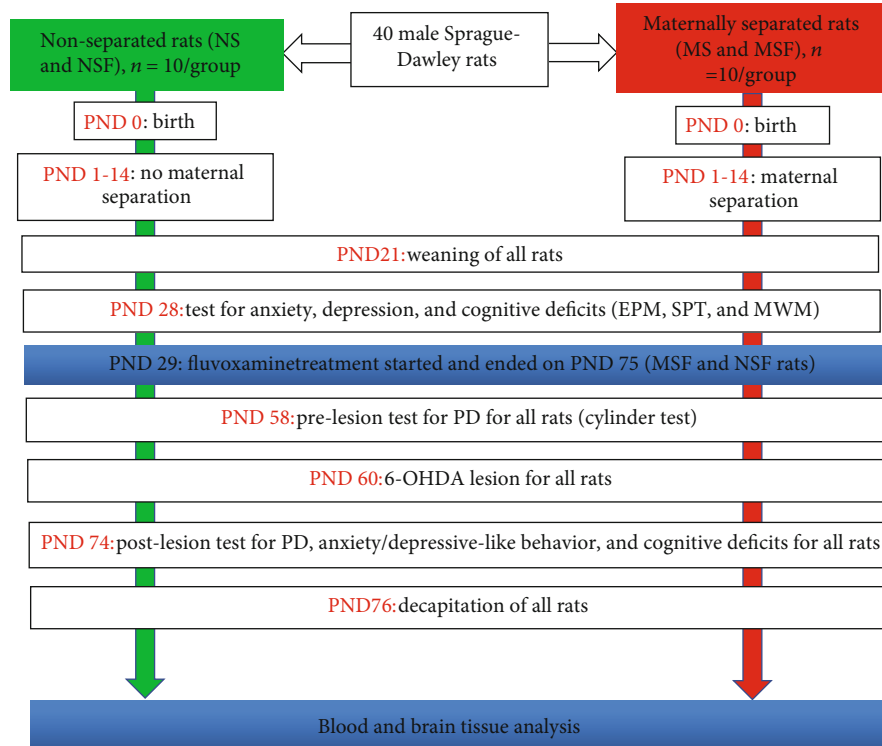 Non-separated rats (NS
and NSF), n = 10/group
40 male Sprague-
Dawley rats
Maternally separated rats
(MS and MSF), n
=10/group
PND 0: birth
PND 0: birth
PND 1-14: no maternal
separation
PND 1-14: maternal
separation
PND21:weaning of all rats
PND 28:test for anxiety, depression, and cognitive deficits (EPM, SPT, and MWM)
PND 29: fluvoxaminetreatment started and ended on PND 75 (MSF and NSF rats)
PND 58:pre-lesion test for PD for all rats (cylinder test)
PND 60:6-OHDA lesion for all rats
PND 74:post-lesion test for PD, anxiety/depressive-like behavior, and cognitive deficits for all rats
PND76:decapitation of all rats
Blood and brain tissue analysis